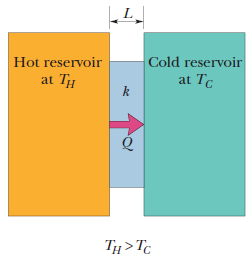 L
Hot reservoir
at T_H
Cold reservoir
at T_C
k
Q
T_H > T_C